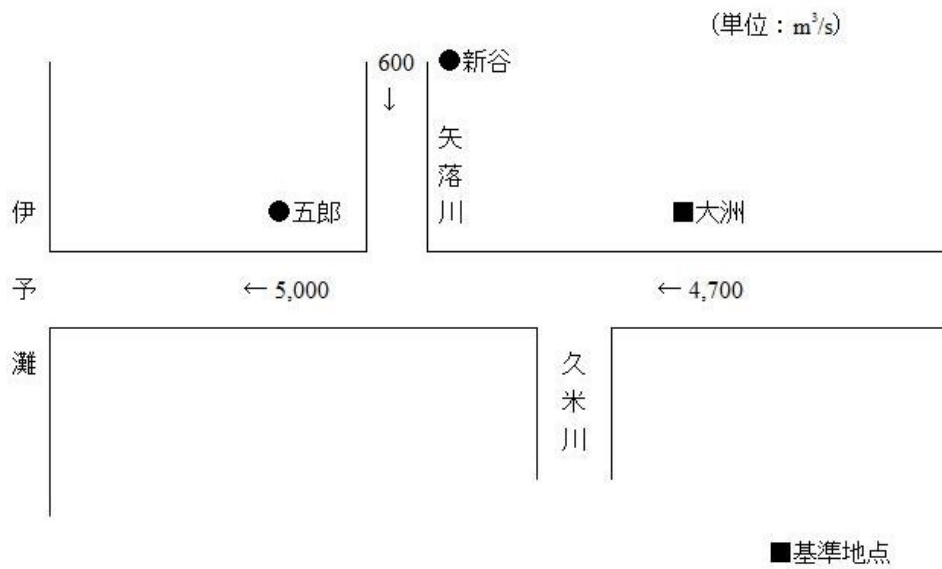 （単位：m³/s）
600
↓
●新谷
矢落川
●五郎
■大洲
伊予灘
← 5,000
← 4,700
久米川
■基準地点